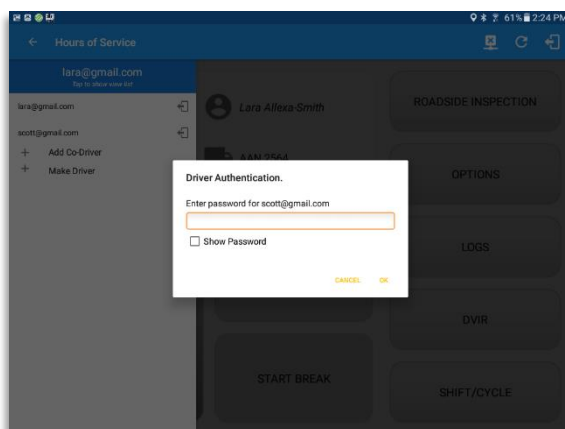 61% 2:24 PM
Hours of Service
lara@gmail.com
Tap to show view list
lara@gmail.com
scott@gmail.com
Add Co-Driver
Make Driver
Lara Allexa-Smith
AAN 2564
ROADSIDE INSPECTION
OPTIONS
LOGS
DVIR
START BREAK
SHIFT/CYCLE
Driver Authentication.
Enter password for scott@gmail.com
Show Password
CANCEL OK